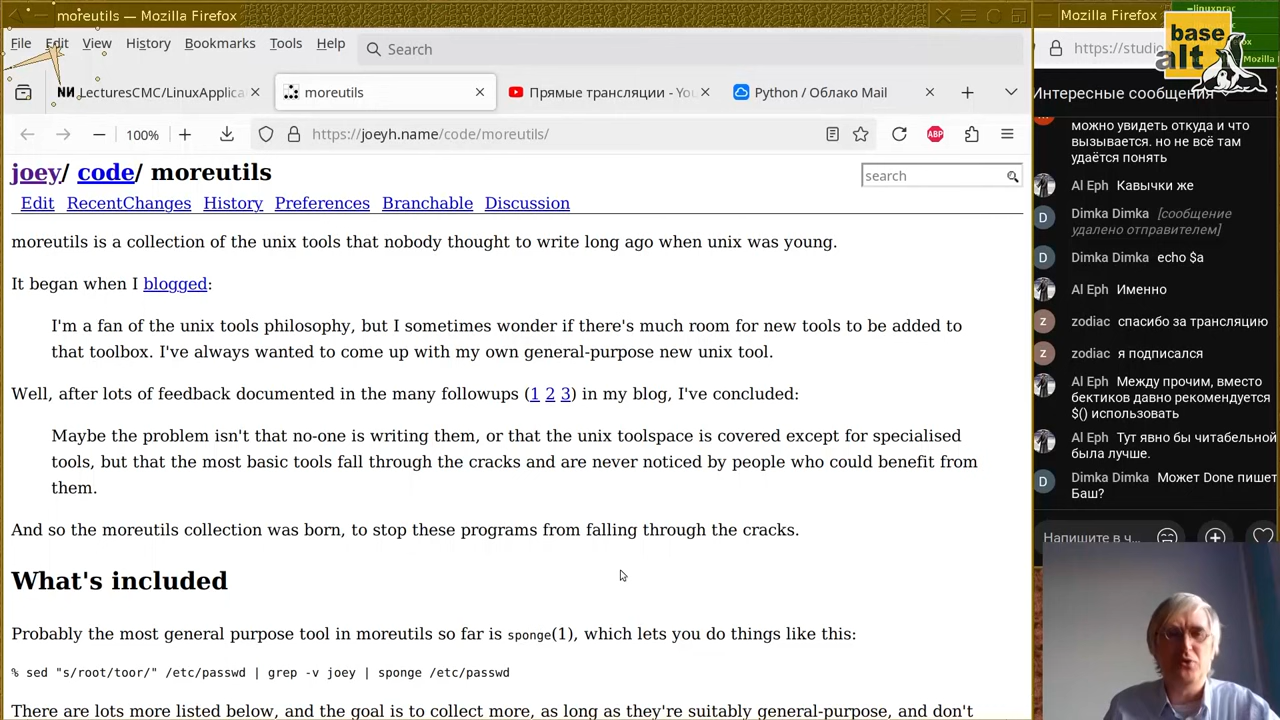 moreutils — Mozilla Firefox
File Edit View History Bookmarks Tools Help
Search
LecturesCMC/LinuxApplica
moreutils
Прямые трансляции - You
Python / Облако Mail
100%
https://joeyh.name/code/moreutils/
ABP
joey/ code/ moreutils
search
Edit RecentChanges History Preferences Branchable Discussion
moreutils is a collection of the unix tools that nobody thought to write long ago when unix was young.
It began when I blogged:
I'm a fan of the unix tools philosophy, but I sometimes wonder if there's much room for new tools to be added to
that toolbox. I've always wanted to come up with my own general-purpose new unix tool.
Well, after lots of feedback documented in the many followups (1 2 3) in my blog, I've concluded:
Maybe the problem isn't that no-one is writing them, or that the unix toolspace is covered except for specialised
tools, but that the most basic tools fall through the cracks and are never noticed by people who could benefit from
them.
And so the moreutils collection was born, to stop these programs from falling through the cracks.
What's included
Probably the most general purpose tool in moreutils so far is sponge(1), which lets you do things like this:
% sed "s/root/toor/" /etc/passwd | grep -v joey | sponge /etc/passwd
There are lots more listed below, and the goal is to collect more, as long as they're suitably general-purpose, and don't
Mozilla Firefox
base
alt
https://studi
Интересные сообщения
можно увидеть откуда и что
вызывается. но не всё там
удаётся понять
Al Eph Кавычки же
Dimka Dimka [сообщение
удалено отправителем]
Dimka Dimka echo $a
Al Eph Именно
zodiac спасибо за трансляцию
zodiac я подписался
Al Eph Между прочим, вместо
бектиков давно рекомендуется
$() использовать
Al Eph Тут явно бы читательной
была лучше.
Dimka Dimka Может Done пишет
Баш?
Напишите в ч...